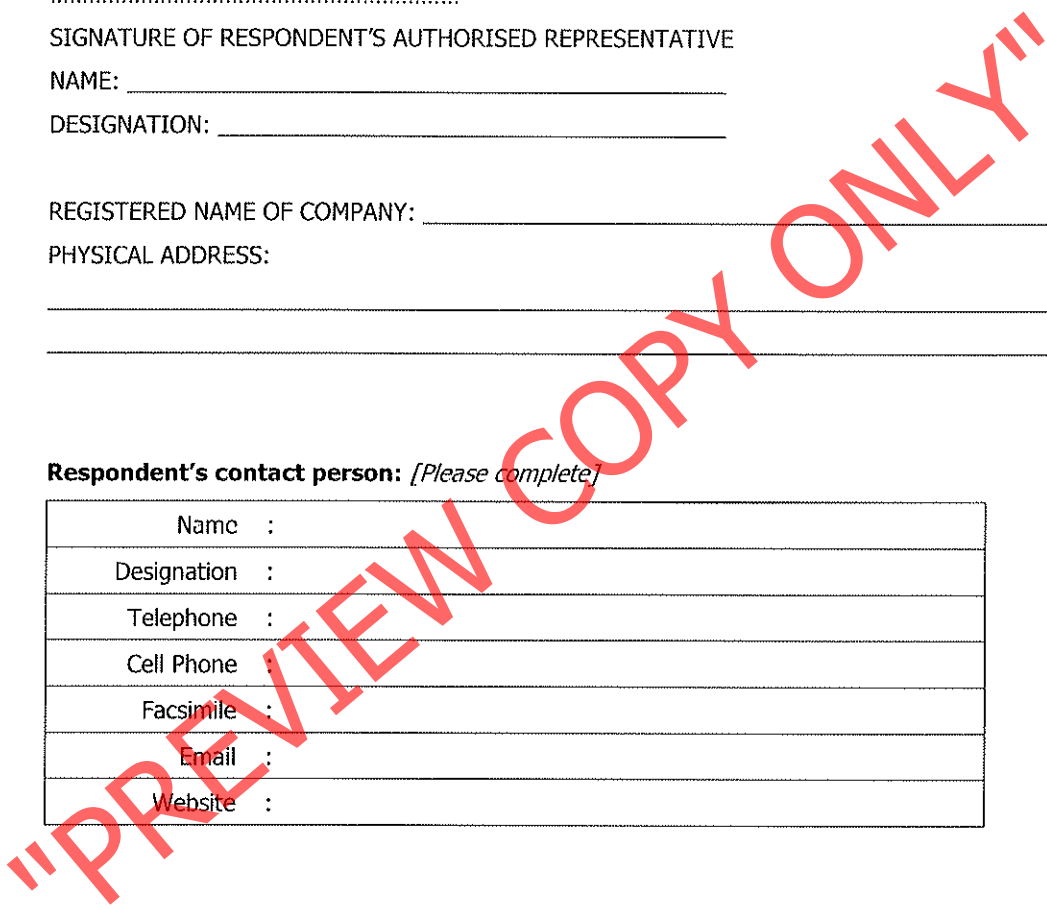 SIGNATURE OF RESPONDENT'S AUTHORISED REPRESENTATIVE
NAME:
DESIGNATION:
REGISTERED NAME OF COMPANY:
PHYSICAL ADDRESS:
Respondent's contact person: [Please complete]
Name :
Designation :
Telephone :
Cell Phone :
Facsimile :
Email :
Website :
"PREVIEW COPY ONLY"